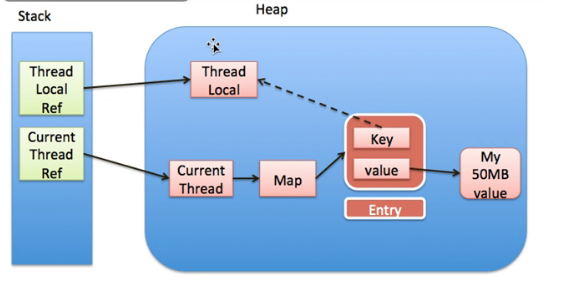 Stack
Heap
Thread
Local
Ref
Thread
Local
Current
Thread
Ref
Key
Current
Thread
Map
value
My
50MB
value
Entry